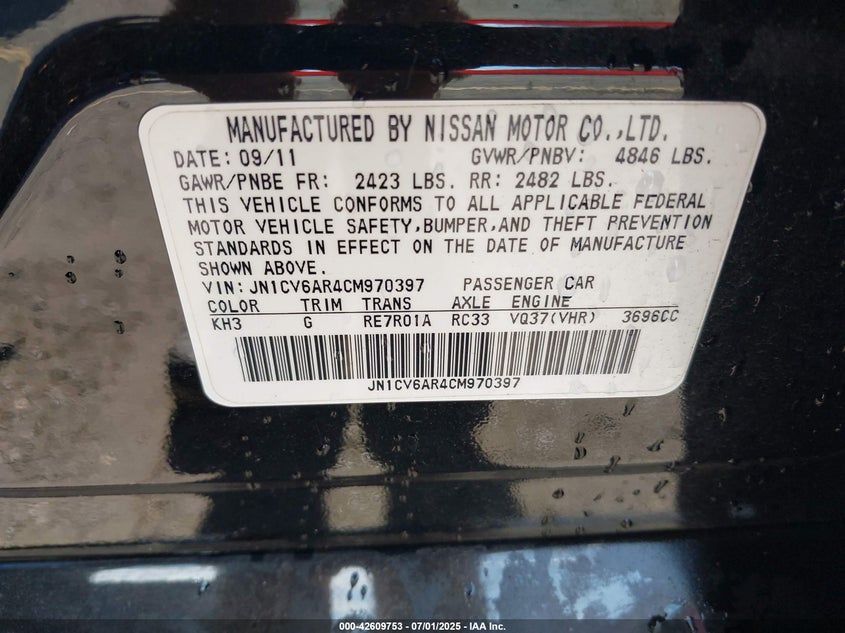 MANUFACTURED BY NISSAN MOTOR CO.,LTD.
DATE: 09/11 GVWR/PNBV: 4846 LBS.
GAWR/PNBE FR: 2423 LBS. RR: 2482 LBS.
THIS VEHICLE CONFORMS TO ALL APPLICABLE FEDERAL
MOTOR VEHICLE SAFETY,BUMPER,AND THEFT PREVENTION
STANDARDS IN EFFECT ON THE DATE OF MANUFACTURE
SHOWN ABOVE.
VIN: JN1CV6AR4CM970397 PASSENGER CAR
COLOR TRIM TRANS AXLE ENGINE
KH3 G RE7R01A RC33 VQ37(VHR) 3696CC
JN1CV6AR4CM970397
000-42609753 - 07/01/2025 - IAA Inc.